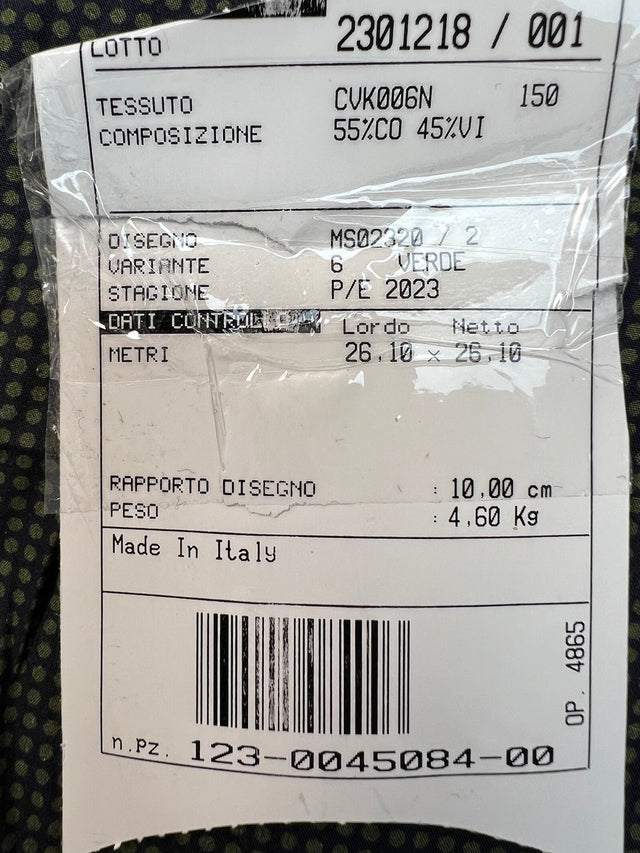 LOTTO 2301218 / 001
TESSUTO CVK006N 150
COMPOSIZIONE 55%CO 45%VI
DISEGNO MS02320 / 2
VARIANTE 6 VERDE
STAGIONE P/E 2023
DATI Lordo Netto
METRI 26,10 x 26,10
RAPPORTO DISEGNO : 10,00 cm
PESO : 4,60 Kg
Made In Italy
OP. 4865
n.Pz. 123-0045084-00